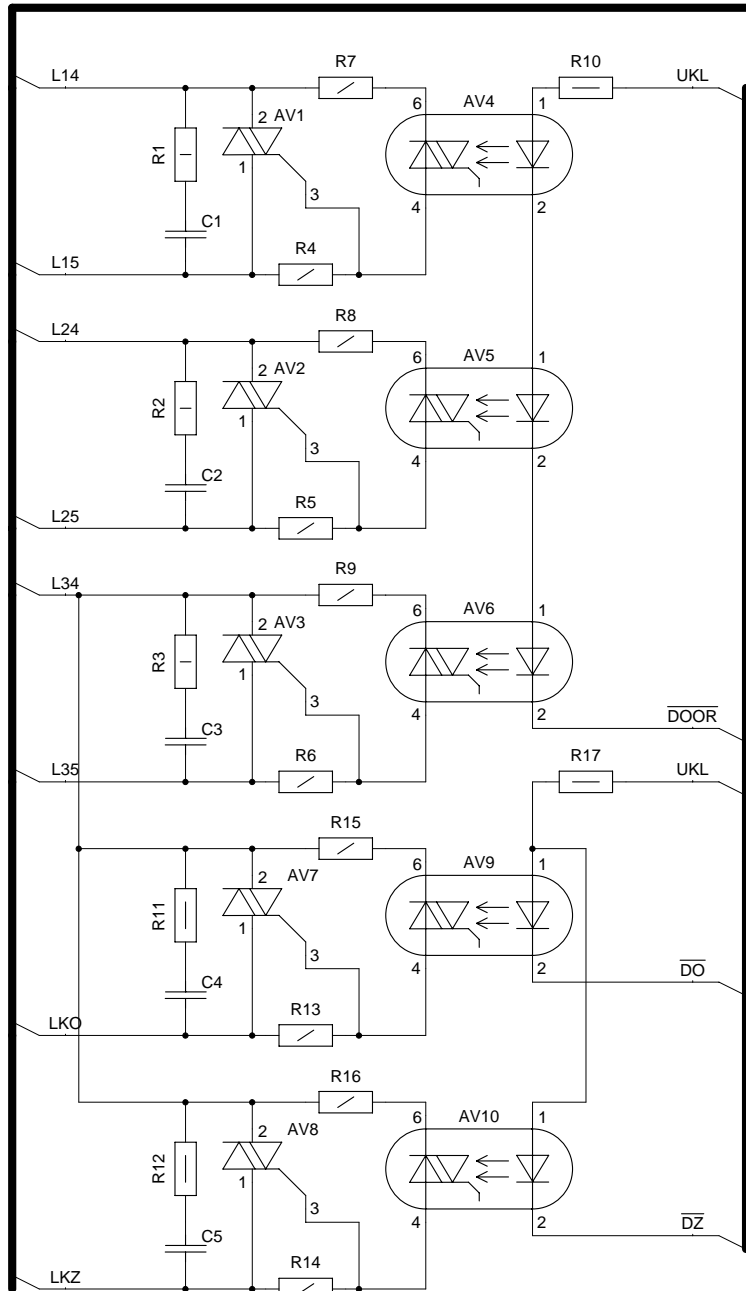 R7 R10
L14 UKL
6 AV4 1
2 AV1
R1 1
3
C1 4 2
R4
L15
R8
L24
6 AV5 1
2 AV2
R2 1
3
C2 4 2
R5
L25
R9
L34
6 AV6 1
2 AV3
R3 1
3
C3 4 2
DOOR
R6 R17
L35 UKL
R15
6 AV9 1
2 AV7
R11 1
3
C4 4 2
DO
R13
LKO
R16
6 AV10 1
2 AV8
R12 1
3
C5 4 2
DZ
R14
LKZ